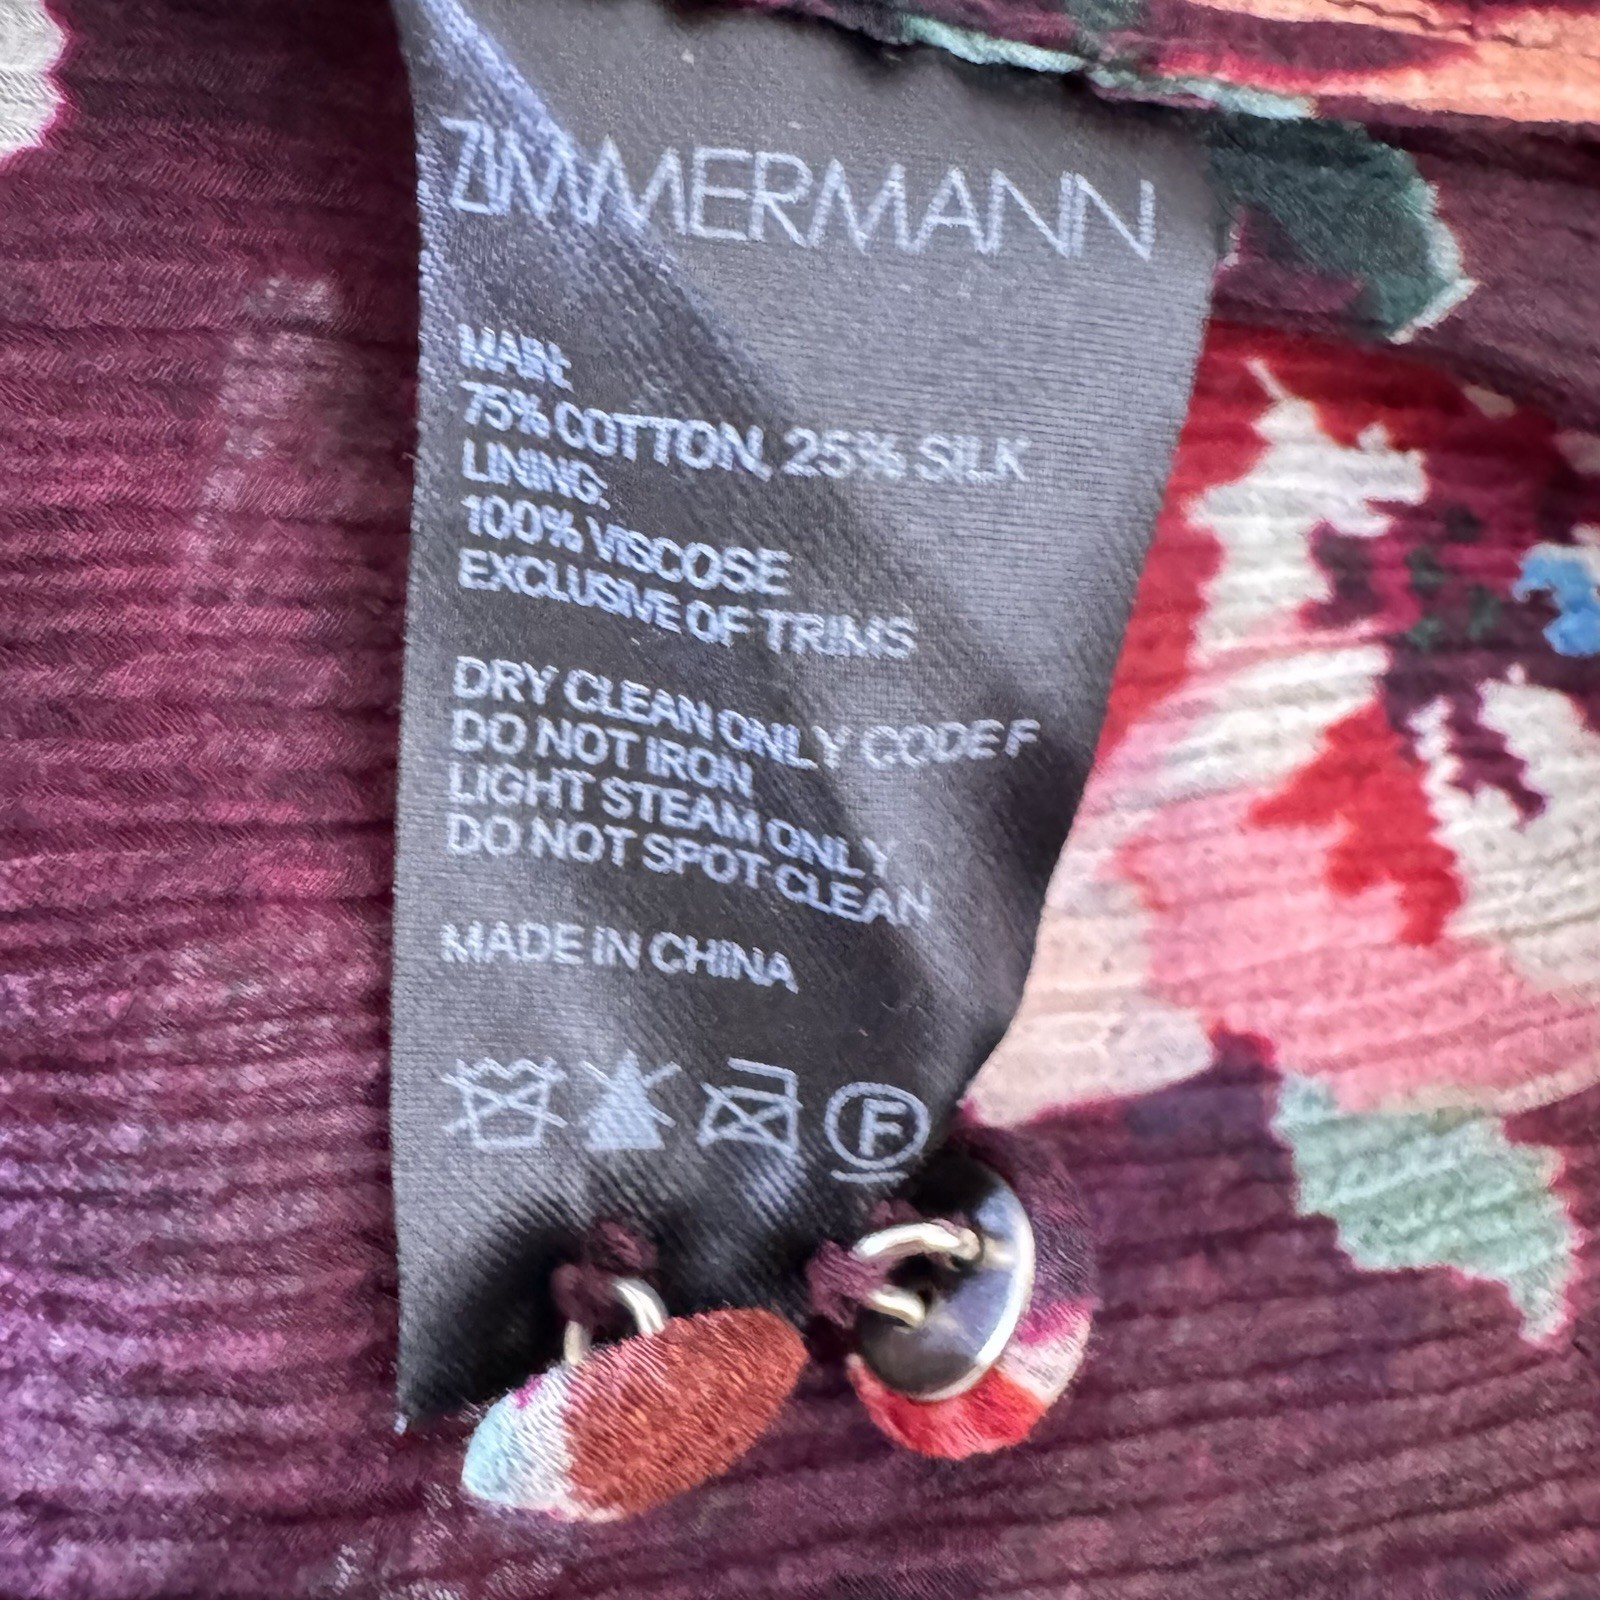 ZIMMERMANN
MAIN:
75% COTTON, 25% SILK
LINING:
100% VISCOSE
EXCLUSIVE OF TRIMS
DRY CLEAN ONLY CODE F
DO NOT IRON
LIGHT STEAM ONLY
DO NOT SPOT CLEAN
MADE IN CHINA
F